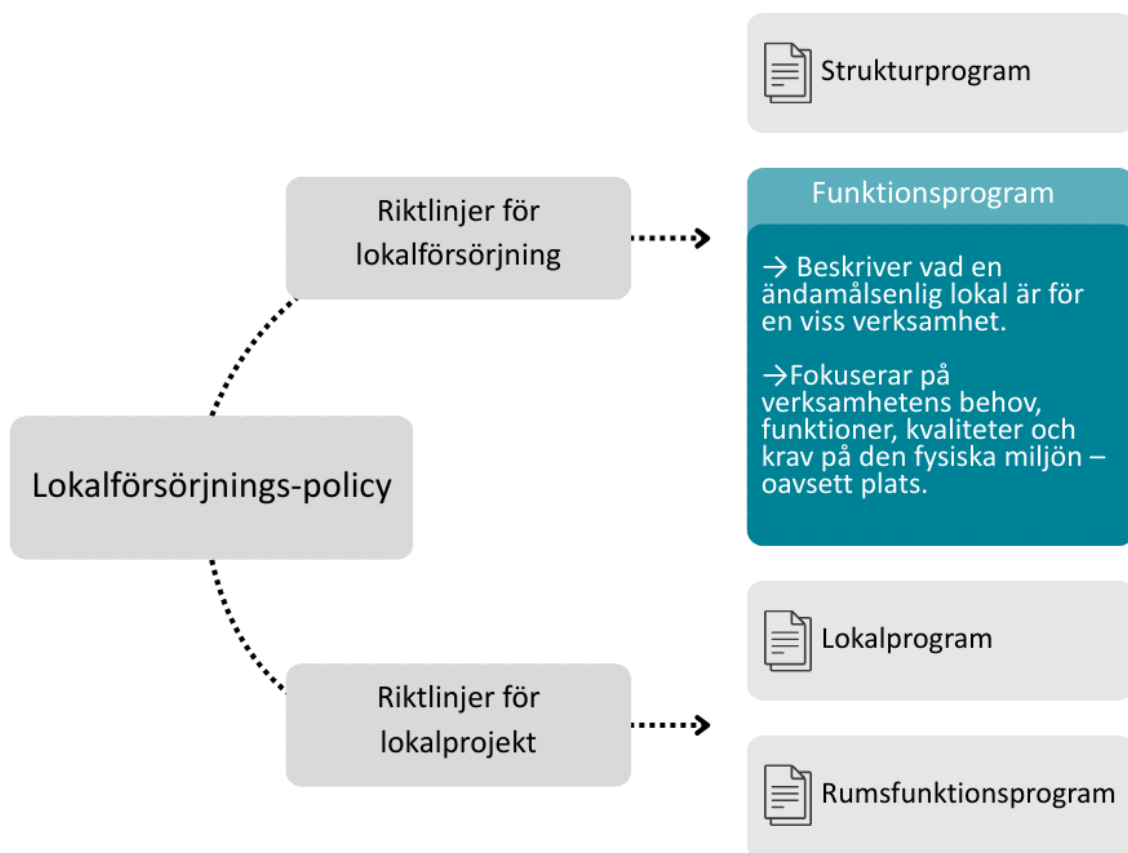 Strukturprogram
Riktlinjer för
lokalförsörjning
Funktionsprogram
→ Beskriver vad en
ändamålsenlig lokal är för
en viss verksamhet.
→Fokuserar på
verksamhetens behov,
funktioner, kvaliteter och
krav på den fysiska miljön –
oavsett plats.
Lokalförsörjnings-policy
Riktlinjer för
lokalprojekt
Lokalprogram
Rumsfunktionsprogram